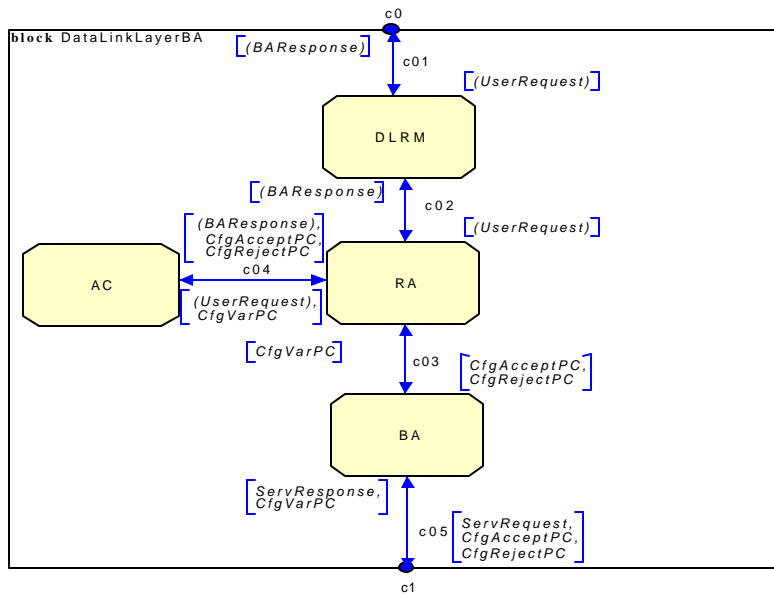 c0
block DataLinkLayerBA
(BAResponse)
c01
(UserRequest)
DLRM
(BAResponse)
c02
(BAResponse),
CfgAcceptPC,
CfgRejectPC
(UserRequest)
c04
AC
RA
(UserRequest),
CfgVarPC
CfgVarPC
c03
CfgAcceptPC,
CfgRejectPC
BA
ServResponse,
CfgVarPC
c05
ServRequest,
CfgAcceptPC,
CfgRejectPC
c1